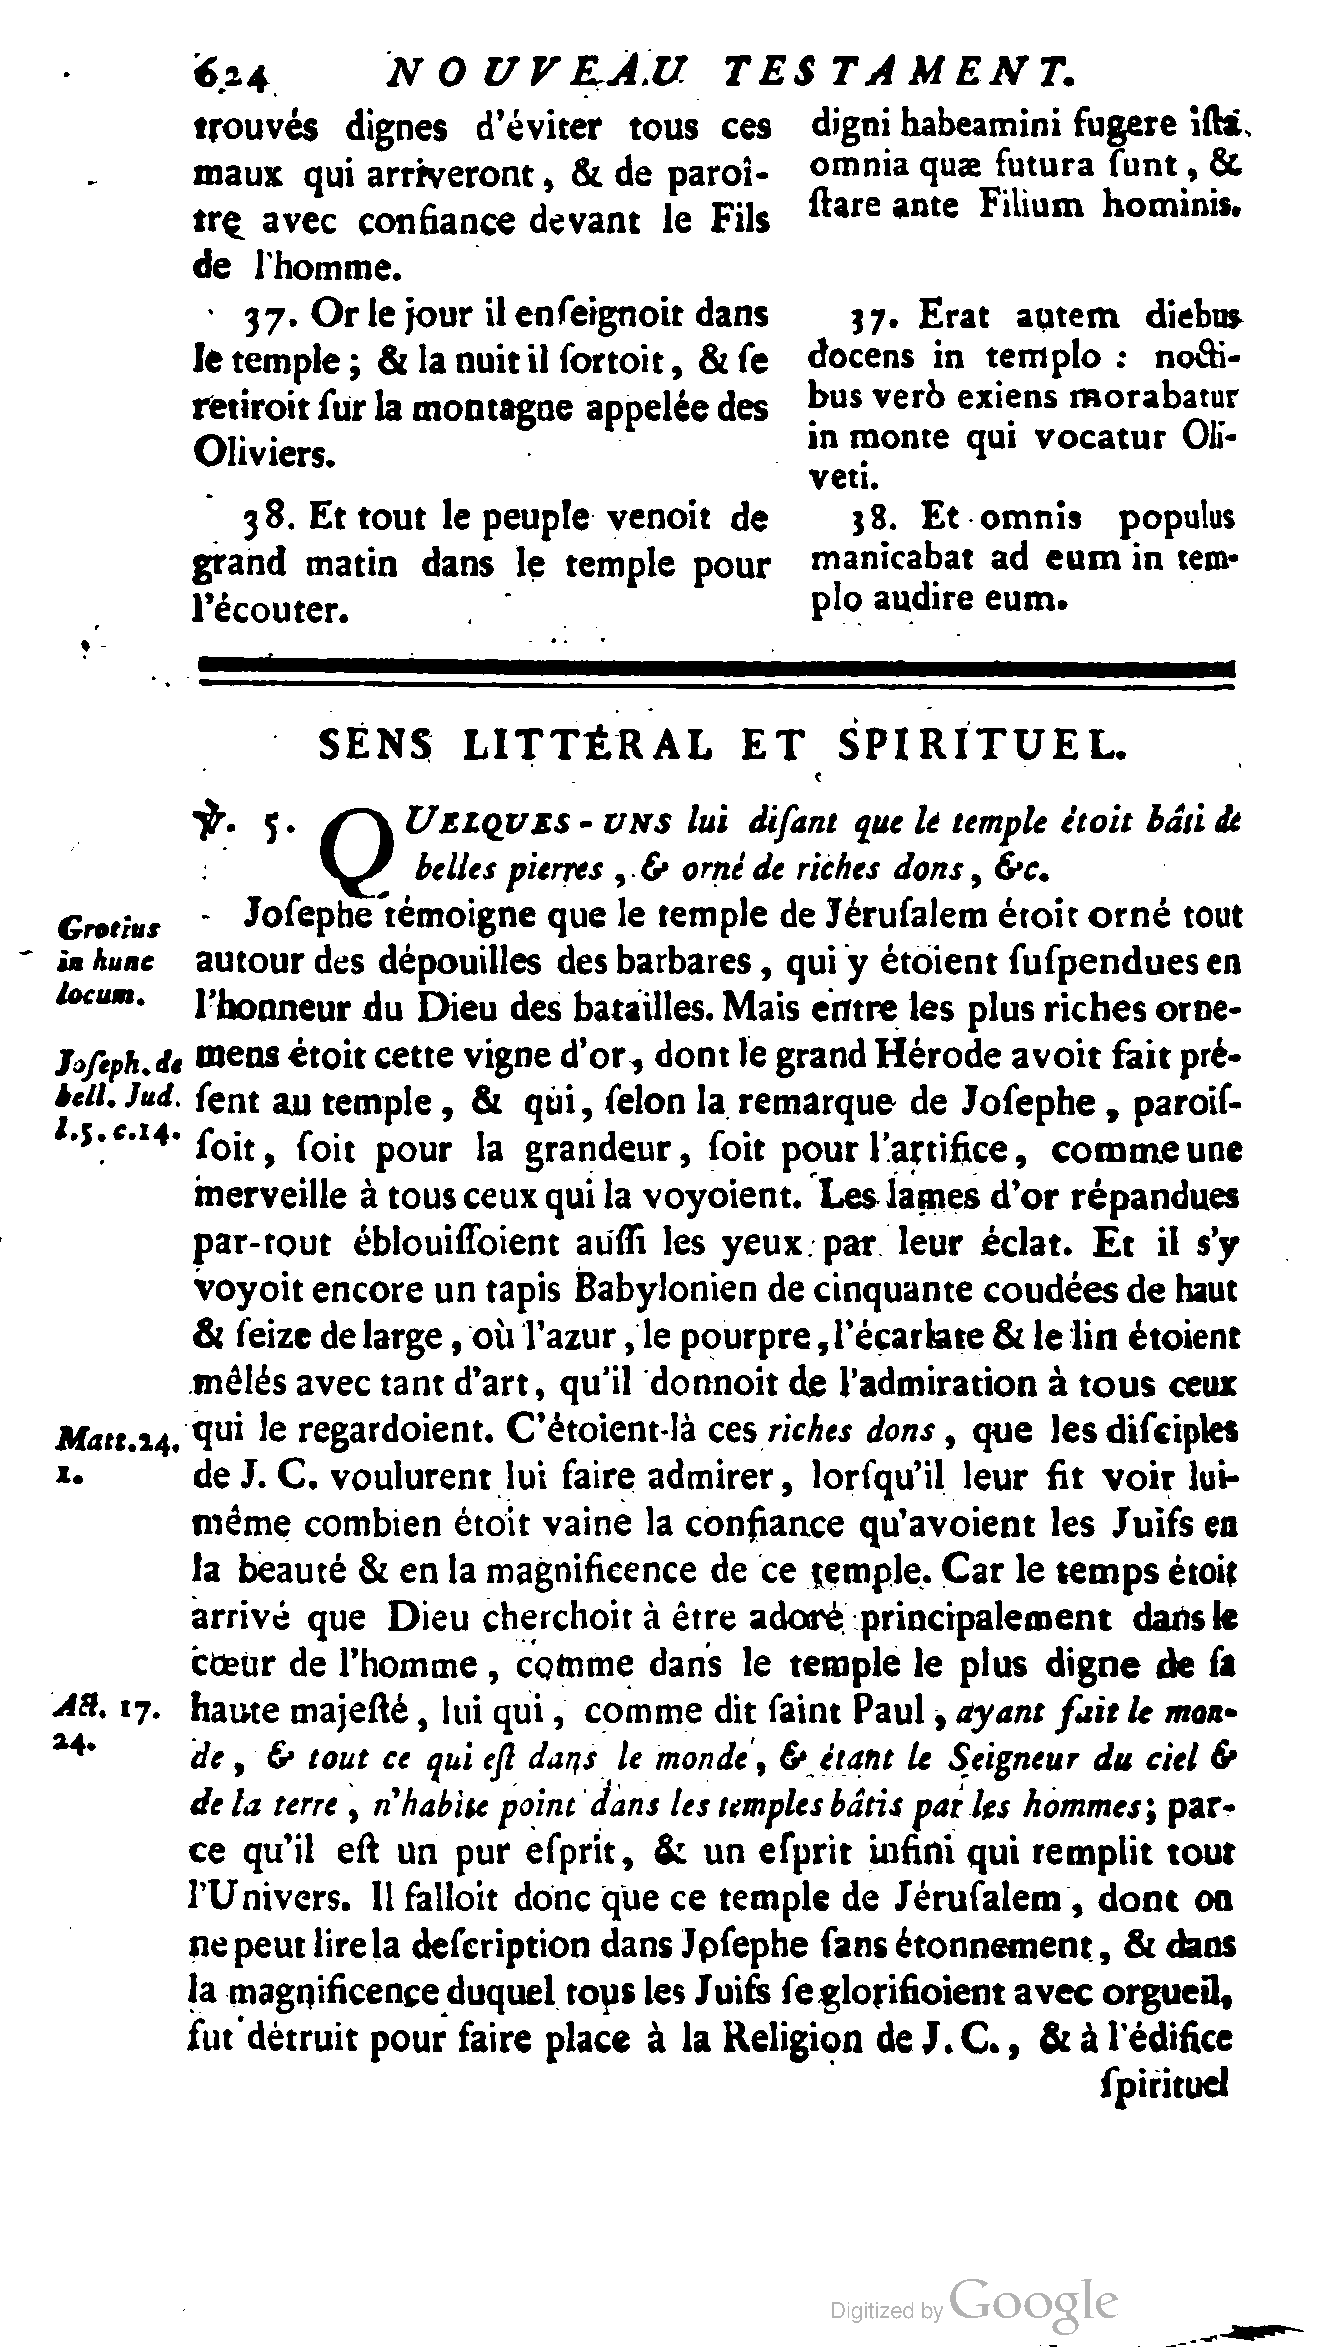 624 NOUVEAU TESTAMENT.
trouvés dignes d'éviter tous ces
maux qui arriveront, & de paroî-
tre avec confiance devant le Fils
de l'homme.
37. Or le jour il enſeignoit dans
le temple ; & la nuit il ſortoit, & ſe
retiroit ſur la montagne appelée des
Oliviers.
38. Et tout le peuple venoit de
grand matin dans le temple pour
l'écouter.
digni habeamini fugere iſta
omnia quæ futura ſunt, &
ſtare ante Filium hominis.
37. Erat autem diebus
docens in templo : nocti-
bus verò exiens morabatur
in monte qui vocatur Oli-
veti.
38. Et omnis populus
manicabat ad eum in tem-
plo audire eum.
SENS LITTÉRAL ET SPIRITUEL.
℣. 5. QUELQUES-UNS lui diſant que le temple étoit bâti de
belles pierres, & orné de riches dons, &c.
Joſephe témoigne que le temple de Jéruſalem étoit orné tout
autour des dépouilles des barbares, qui y étoient ſuſpendues en
l'honneur du Dieu des batailles. Mais entre les plus riches orne-
mens étoit cette vigne d'or, dont le grand Hérode avoit fait pré-
ſent au temple, & qui, ſelon la remarque de Joſephe, paroiſ-
ſoit, ſoit pour la grandeur, ſoit pour l'artifice, comme une
merveille à tous ceux qui la voyoient. Les lames d'or répandues
par-tout éblouiſſoient auſſi les yeux par leur éclat. Et il s'y
voyoit encore un tapis Babylonien de cinquante coudées de haut
& ſeize de large, où l'azur, le pourpre, l'écarlate & le lin étoient
mêlés avec tant d'art, qu'il donnoit de l'admiration à tous ceux
qui le regardoient. C'étoient-là ces riches dons, que les diſciples
de J. C. voulurent lui faire admirer, lorſqu'il leur fit voir lui-
même combien étoit vaine la confiance qu'avoient les Juifs en
la beauté & en la magnificence de ce temple. Car le temps étoit
arrivé que Dieu cherchoit à être adoré principalement dans le
cœur de l'homme, comme dans le temple le plus digne de ſa
haute majeſté, lui qui, comme dit ſaint Paul, ayant fait le mon-
de, & tout ce qui eſt dans le monde, & étant le Seigneur du ciel &
de la terre, n'habite point dans les temples bâtis par les hommes; par-
ce qu'il eſt un pur eſprit, & un eſprit infini qui remplit tout
l'Univers. Il falloit donc que ce temple de Jéruſalem, dont on
ne peut lire la deſcription dans Joſephe ſans étonnement, & dans
la magnificence duquel tous les Juifs ſe glorifioient avec orgueil,
fut détruit pour faire place à la Religion de J. C., & à l'édifice
ſpirituel
Grotius
in hunc
locum.
Joſeph. de
bell. Jud.
l.5. c.14.
Matt.24.
1.
Act. 17.
24.
Digitized by Google